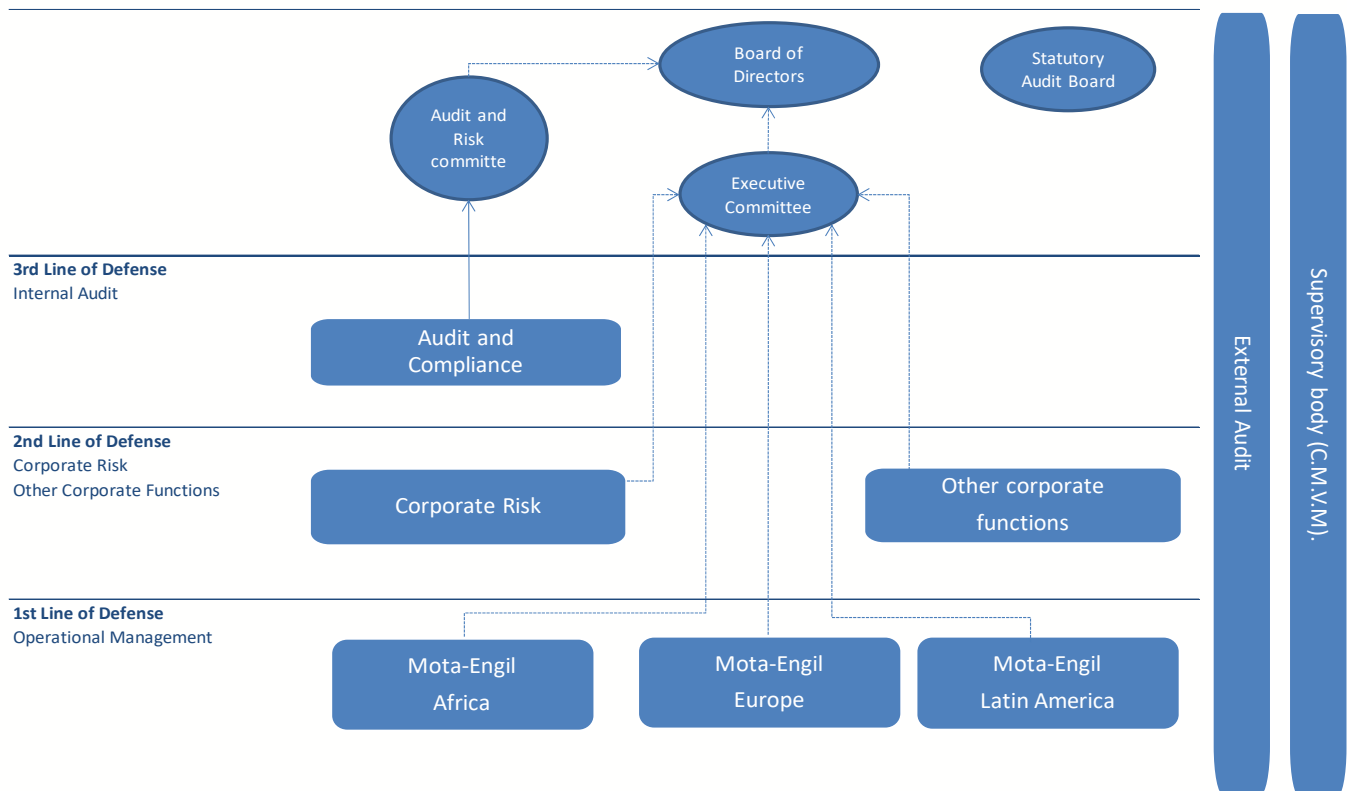 Board of
Directors
Statutory
Audit Board
Audit and
Risk
committe
Executive
Committee
3rd Line of Defense
Internal Audit
Audit and
Compliance
2nd Line of Defense
Corporate Risk
Other Corporate Functions
Corporate Risk
Other corporate
functions
1st Line of Defense
Operational Management
Mota-Engil
Africa
Mota-Engil
Europe
Mota-Engil
Latin America
External Audit
Supervisory body (C.M.V.M).